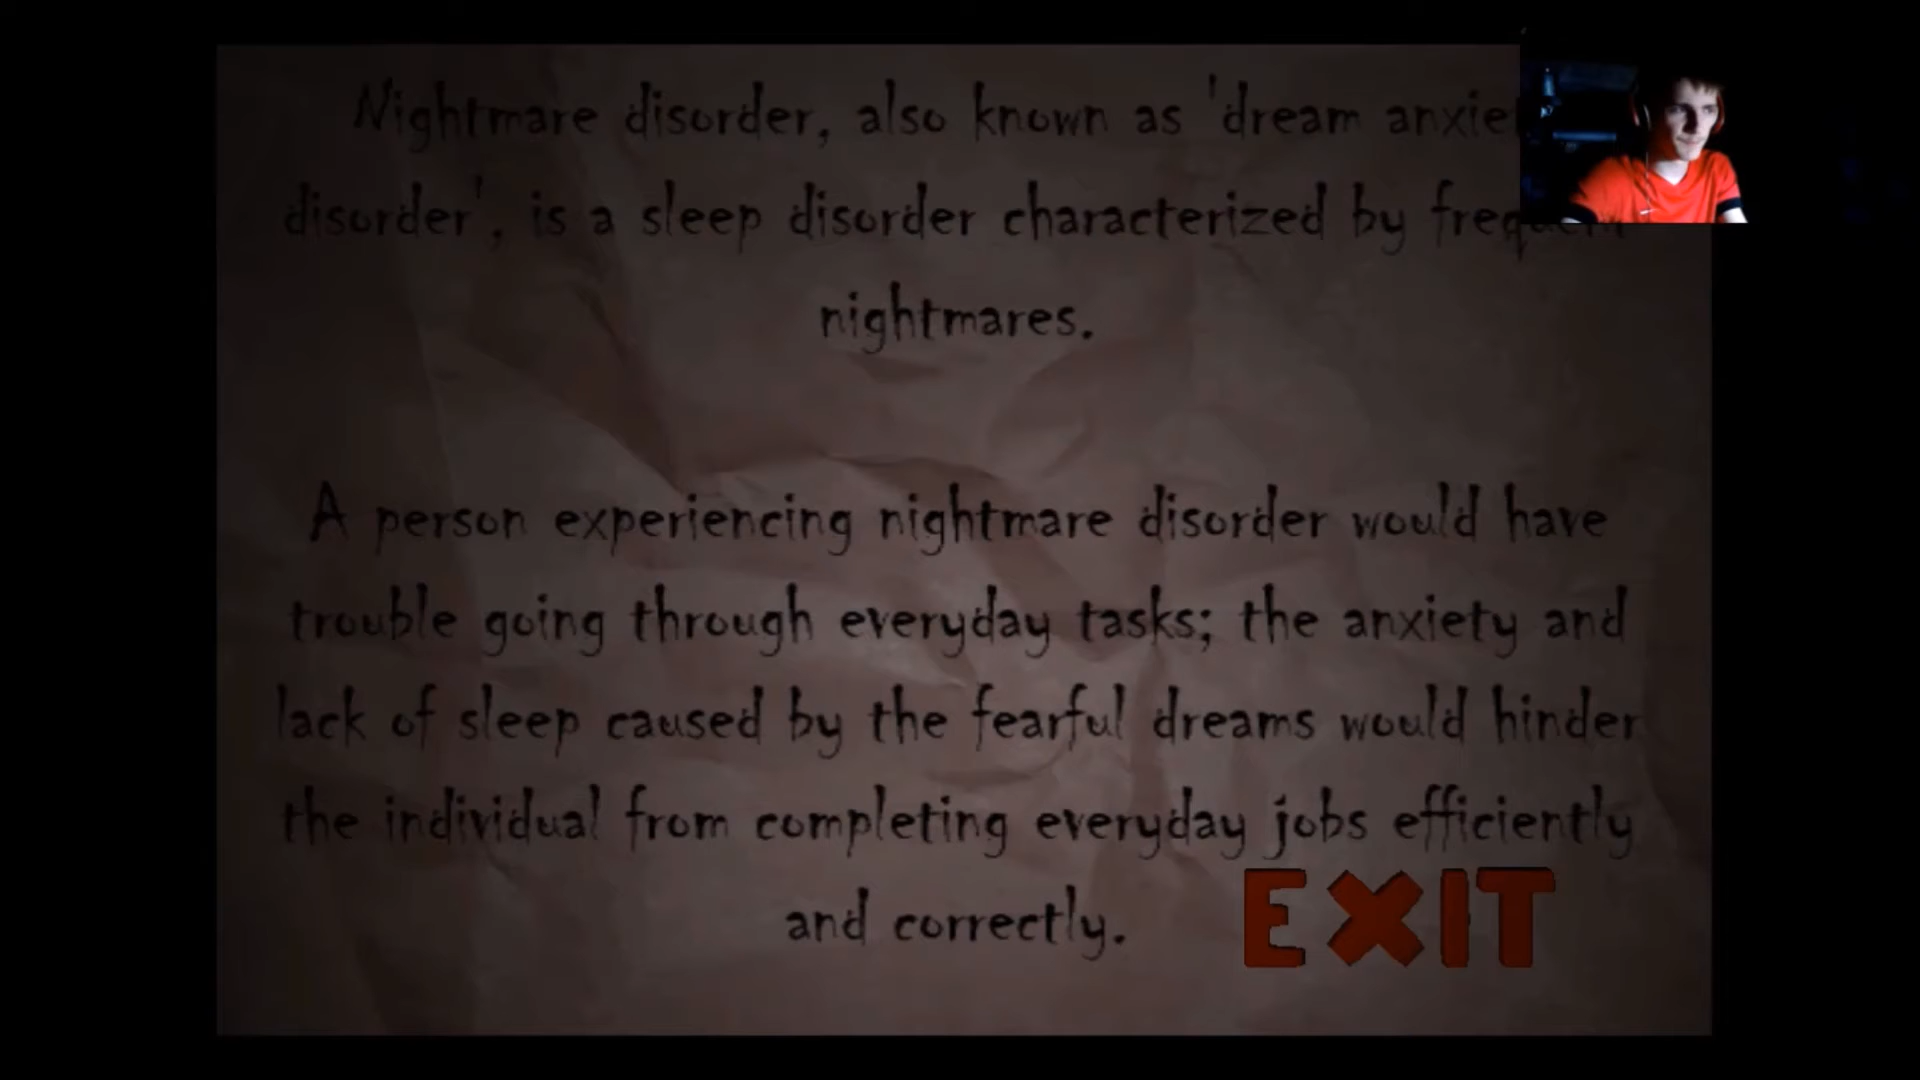 Nightmare disorder, also known as 'dream
disorder', is a sleep disorder characterized by frequent
nightmares.
A person experiencing nightmare disorder would have
trouble going through everyday tasks; the anxiety and
lack of sleep caused by the fearful dreams would hinder
the individual from completing everyday jobs efficiently
and correctly.
EXIT